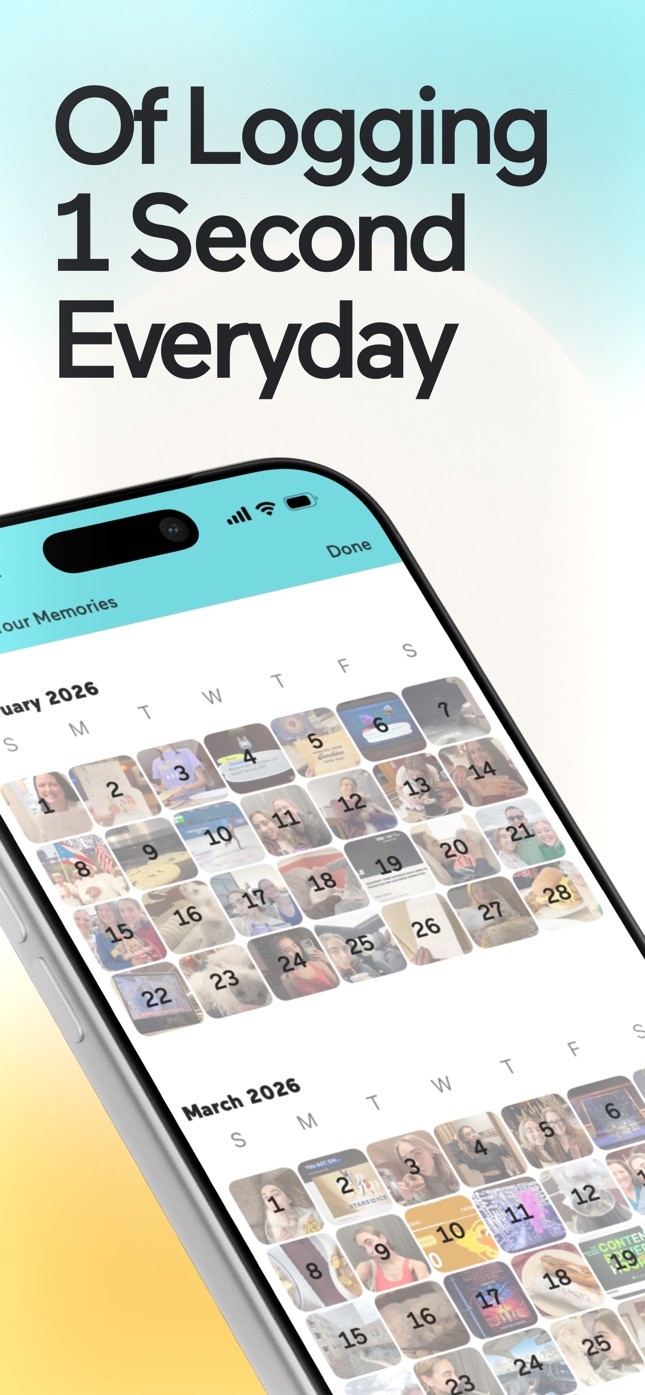 Of Logging
1 Second
Everyday
Done
our Memories
uary 2026
S M T W T F S
1 2 3 4 5 6 7
8 9 10 11 12 13 14
15 16 17 18 19 20 21
22 23 24 25 26 27 28
March 2026
S M T W T F S
1 2 3 4 5 6
8 9 10 11 12
15 16 17 18 19
23 24 25